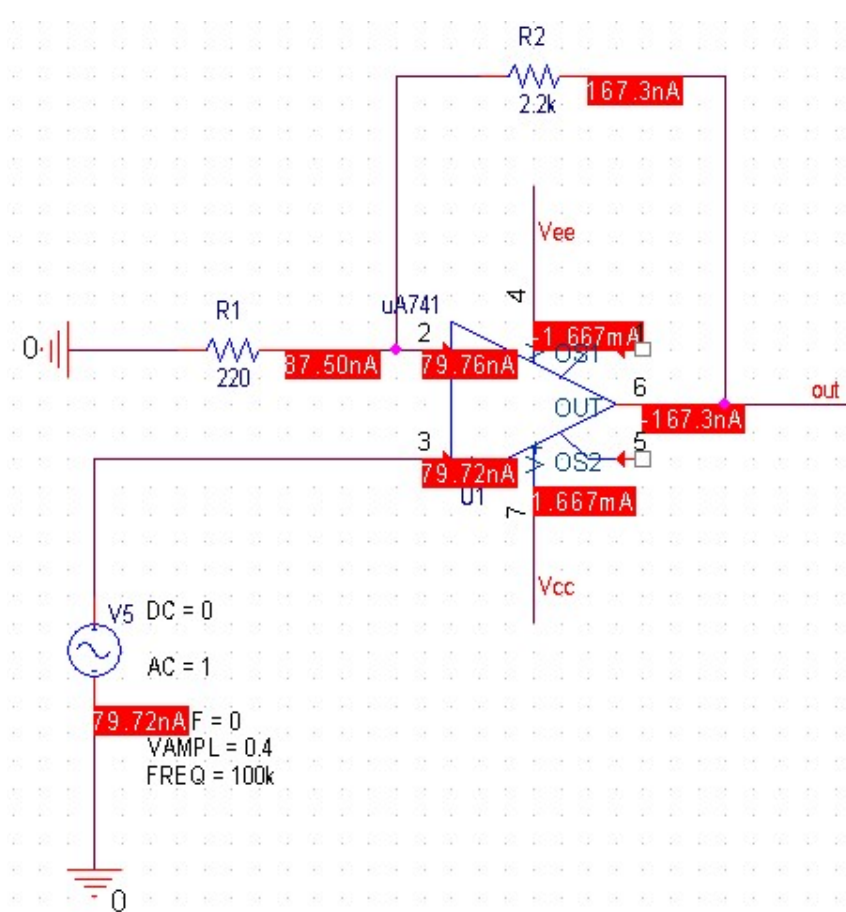 R2
167.3nA
2.2k
Vee
4
uA741
R1
2
-1.667mA
1
0
87.50nA
79.76nA
V-
OS1
220
6
out
OUT
-167.3nA
3
5
79.72nA
V+
OS2
U1
1.667mA
7
Vcc
V5
DC = 0
AC = 1
79.72nA
F = 0
VAMPL = 0.4
FREQ = 100k
0